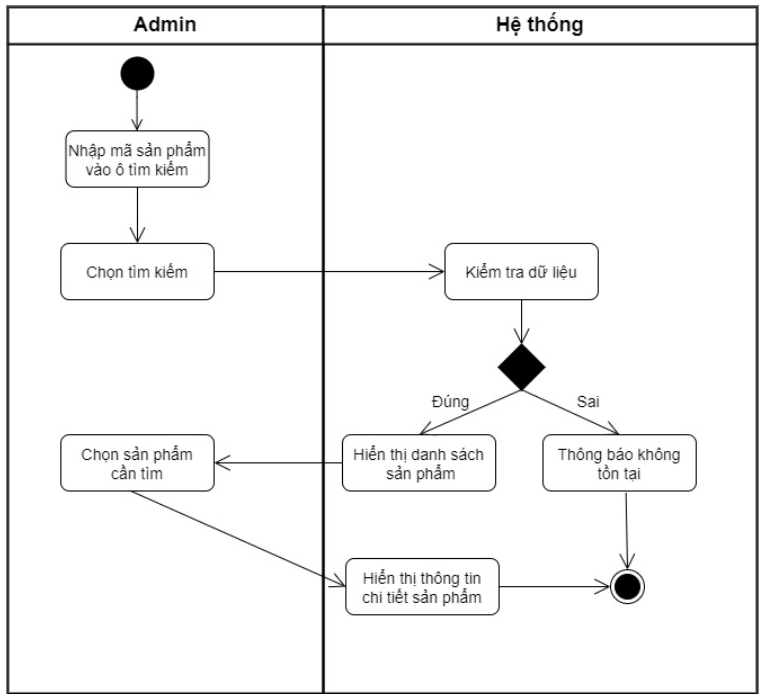 Admin
Hệ thống
Nhập mã sản phẩm
vào ô tìm kiếm
Chọn tìm kiếm
Kiểm tra dữ liệu
Đúng
Sai
Chọn sản phẩm
cần tìm
Hiển thị danh sách
sản phẩm
Thông báo không
tồn tại
Hiển thị thông tin
chi tiết sản phẩm